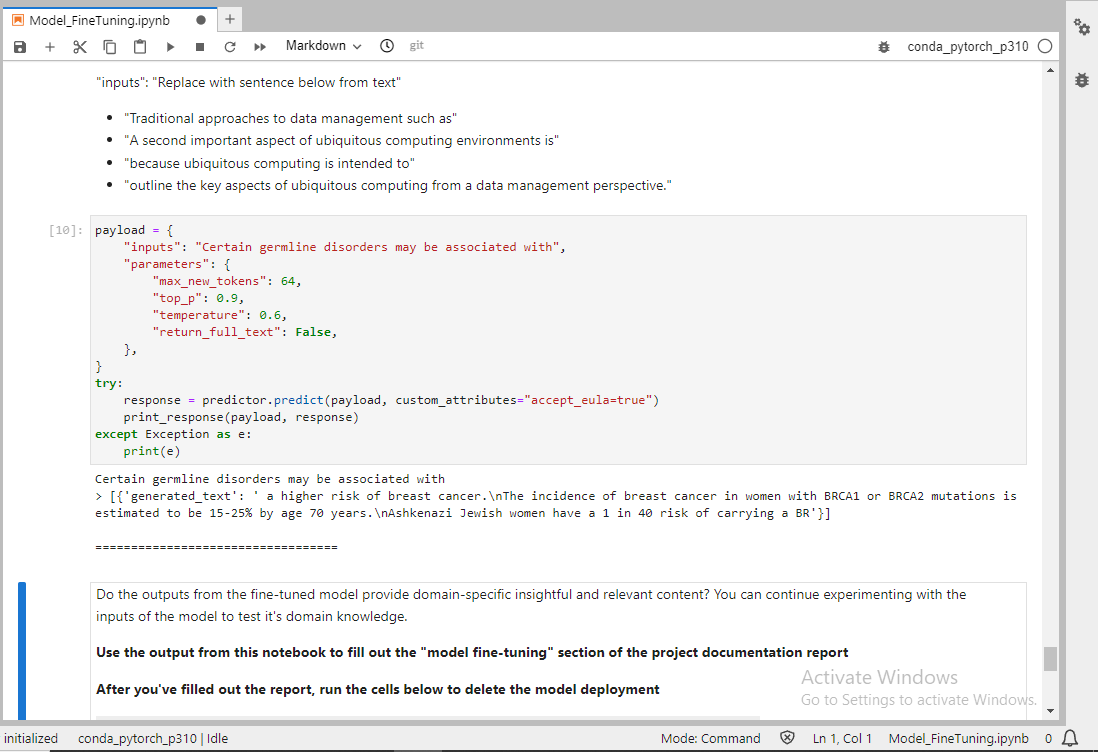 Model_FineTuning.ipynb
Markdown
git
conda_pytorch_p310
"inputs": "Replace with sentence below from text"
• "Traditional approaches to data management such as"
• "A second important aspect of ubiquitous computing environments is"
• "because ubiquitous computing is intended to"
• "outline the key aspects of ubiquitous computing from a data management perspective."
[10]:
payload = {
    "inputs": "Certain germline disorders may be associated with",
    "parameters": {
        "max_new_tokens": 64,
        "top_p": 0.9,
        "temperature": 0.6,
        "return_full_text": False,
    },
}
try:
    response = predictor.predict(payload, custom_attributes="accept_eula=true")
    print_response(payload, response)
except Exception as e:
    print(e)
Certain germline disorders may be associated with
> [{'generated_text': ' a higher risk of breast cancer.\nThe incidence of breast cancer in women with BRCA1 or BRCA2 mutations is
estimated to be 15-25% by age 70 years.\nAshkenazi Jewish women have a 1 in 40 risk of carrying a BR'}]
==================================
Do the outputs from the fine-tuned model provide domain-specific insightful and relevant content? You can continue experimenting with the
inputs of the model to test it's domain knowledge.
Use the output from this notebook to fill out the "model fine-tuning" section of the project documentation report
After you've filled out the report, run the cells below to delete the model deployment
Activate Windows
Go to Settings to activate Windows.
initialized
conda_pytorch_p310 | Idle
Mode: Command
Ln 1, Col 1
Model_FineTuning.ipynb
0